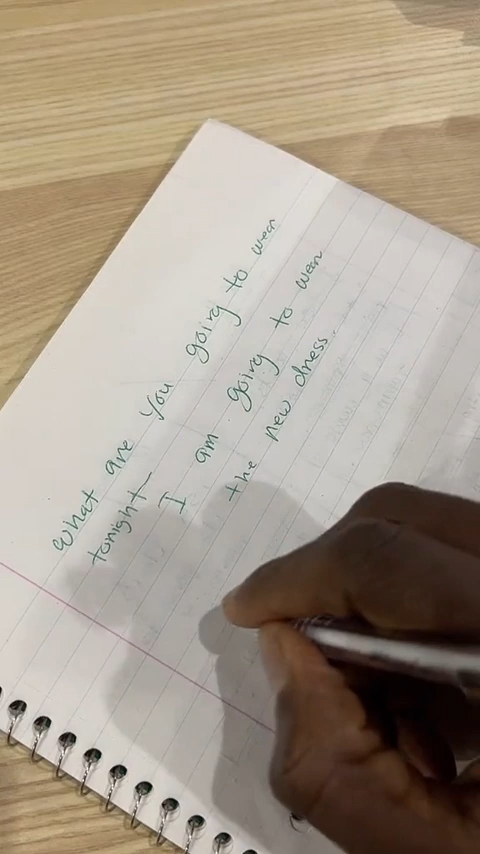 What are you going to wear
tonight
I am going to wear
the new dress.